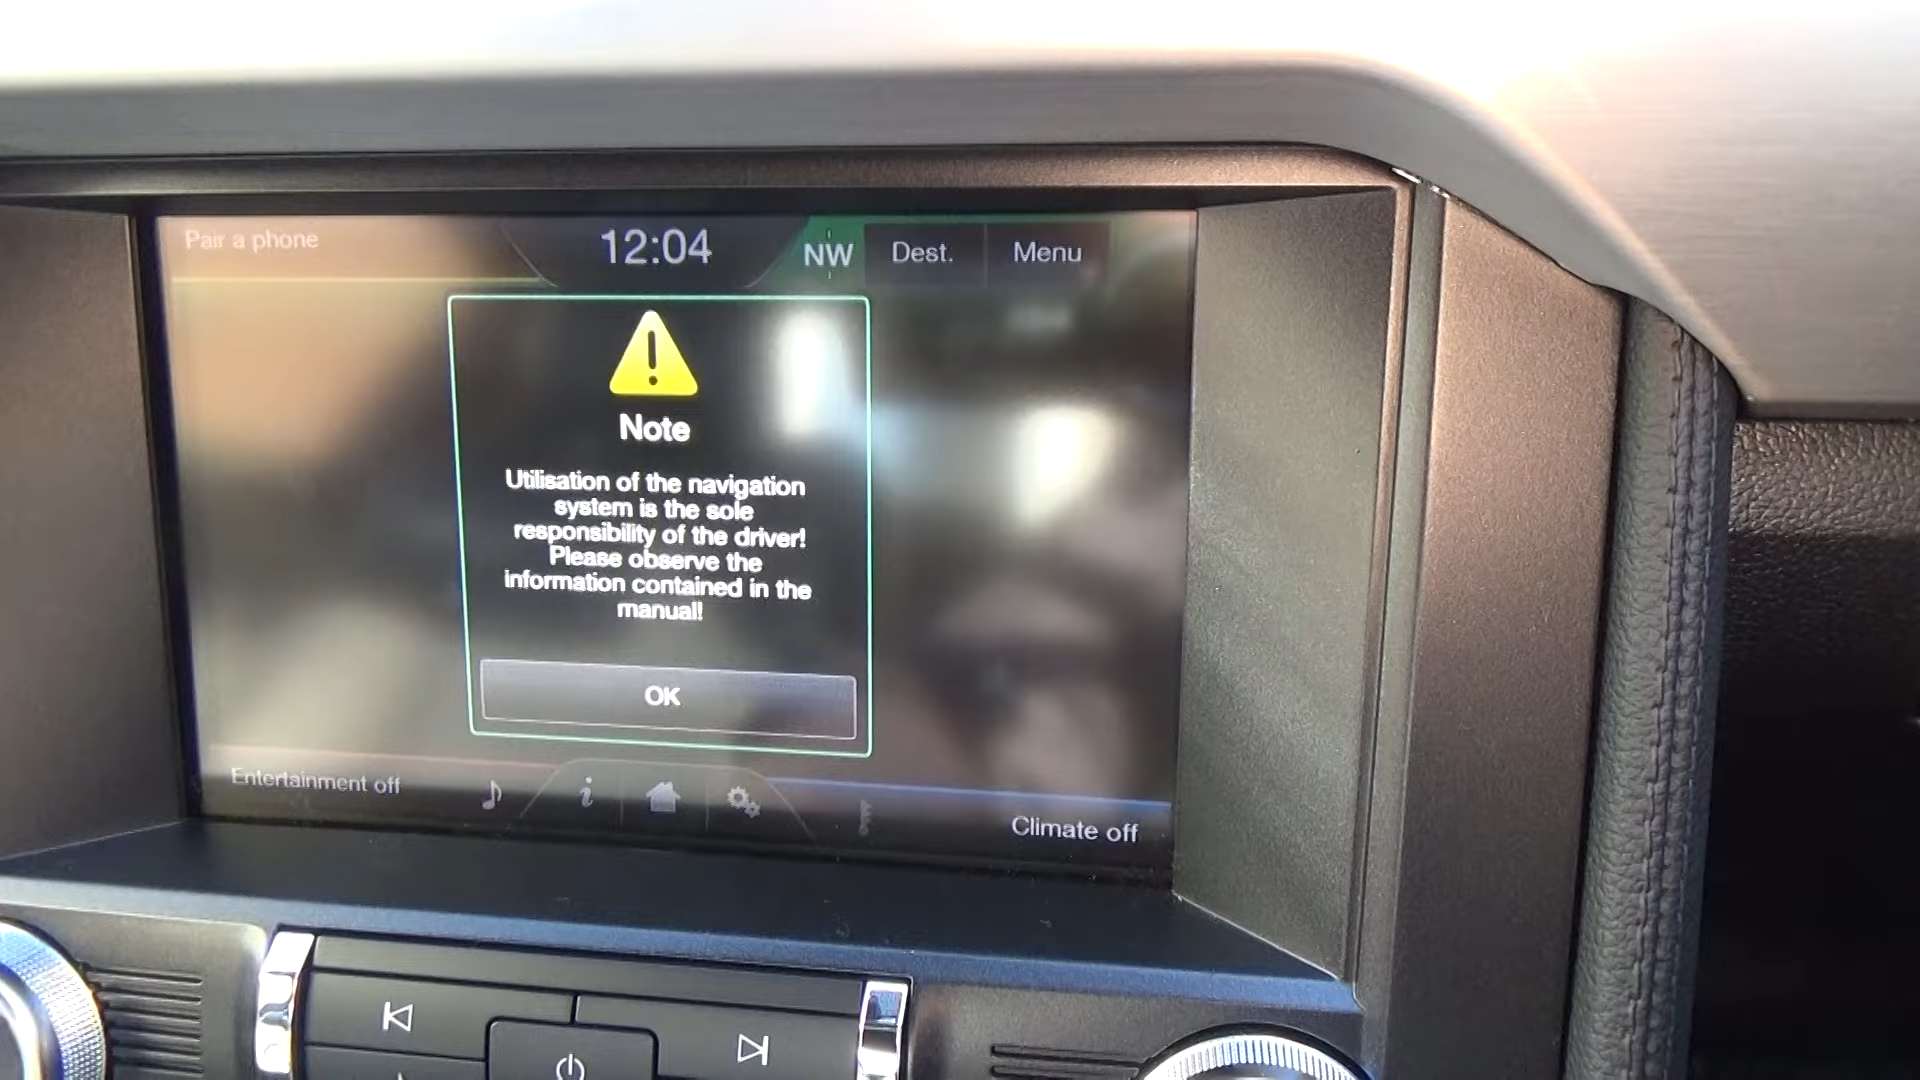 Pair a phone
12:04
NW
Dest.
Menu
Note
Utilisation of the navigation
system is the sole
responsibility of the driver!
Please observe the
information contained in the
manual!
OK
Entertainment off
Climate off